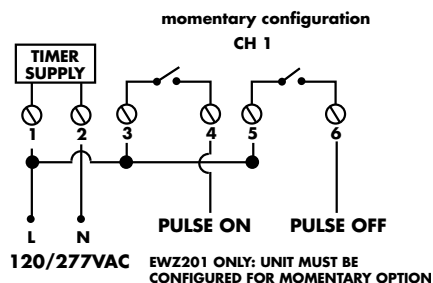 momentary configuration
CH 1
TIMER
SUPPLY
1 2 3 4 5 6
L N
PULSE ON PULSE OFF
120/277VAC
EWZ201 ONLY: UNIT MUST BE
CONFIGURED FOR MOMENTARY OPTION